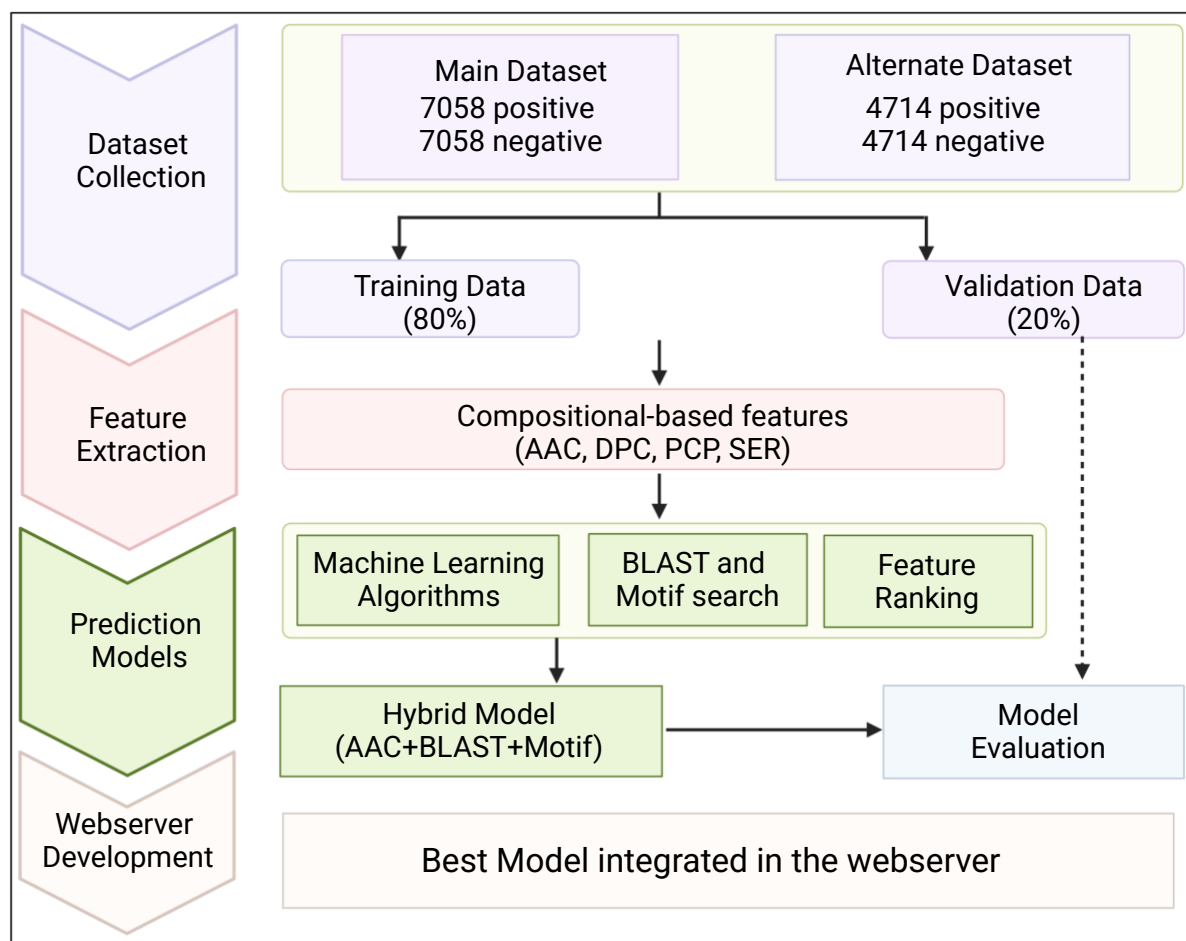 Dataset
Collection
Main Dataset
7058 positive
7058 negative
Alternate Dataset
4714 positive
4714 negative
Training Data
(80%)
Validation Data
(20%)
Feature
Extraction
Compositional-based features
(AAC, DPC, PCP, SER)
Prediction
Models
Machine Learning
Algorithms
BLAST and
Motif search
Feature
Ranking
Hybrid Model
(AAC+BLAST+Motif)
Model
Evaluation
Webserver
Development
Best Model integrated in the webserver